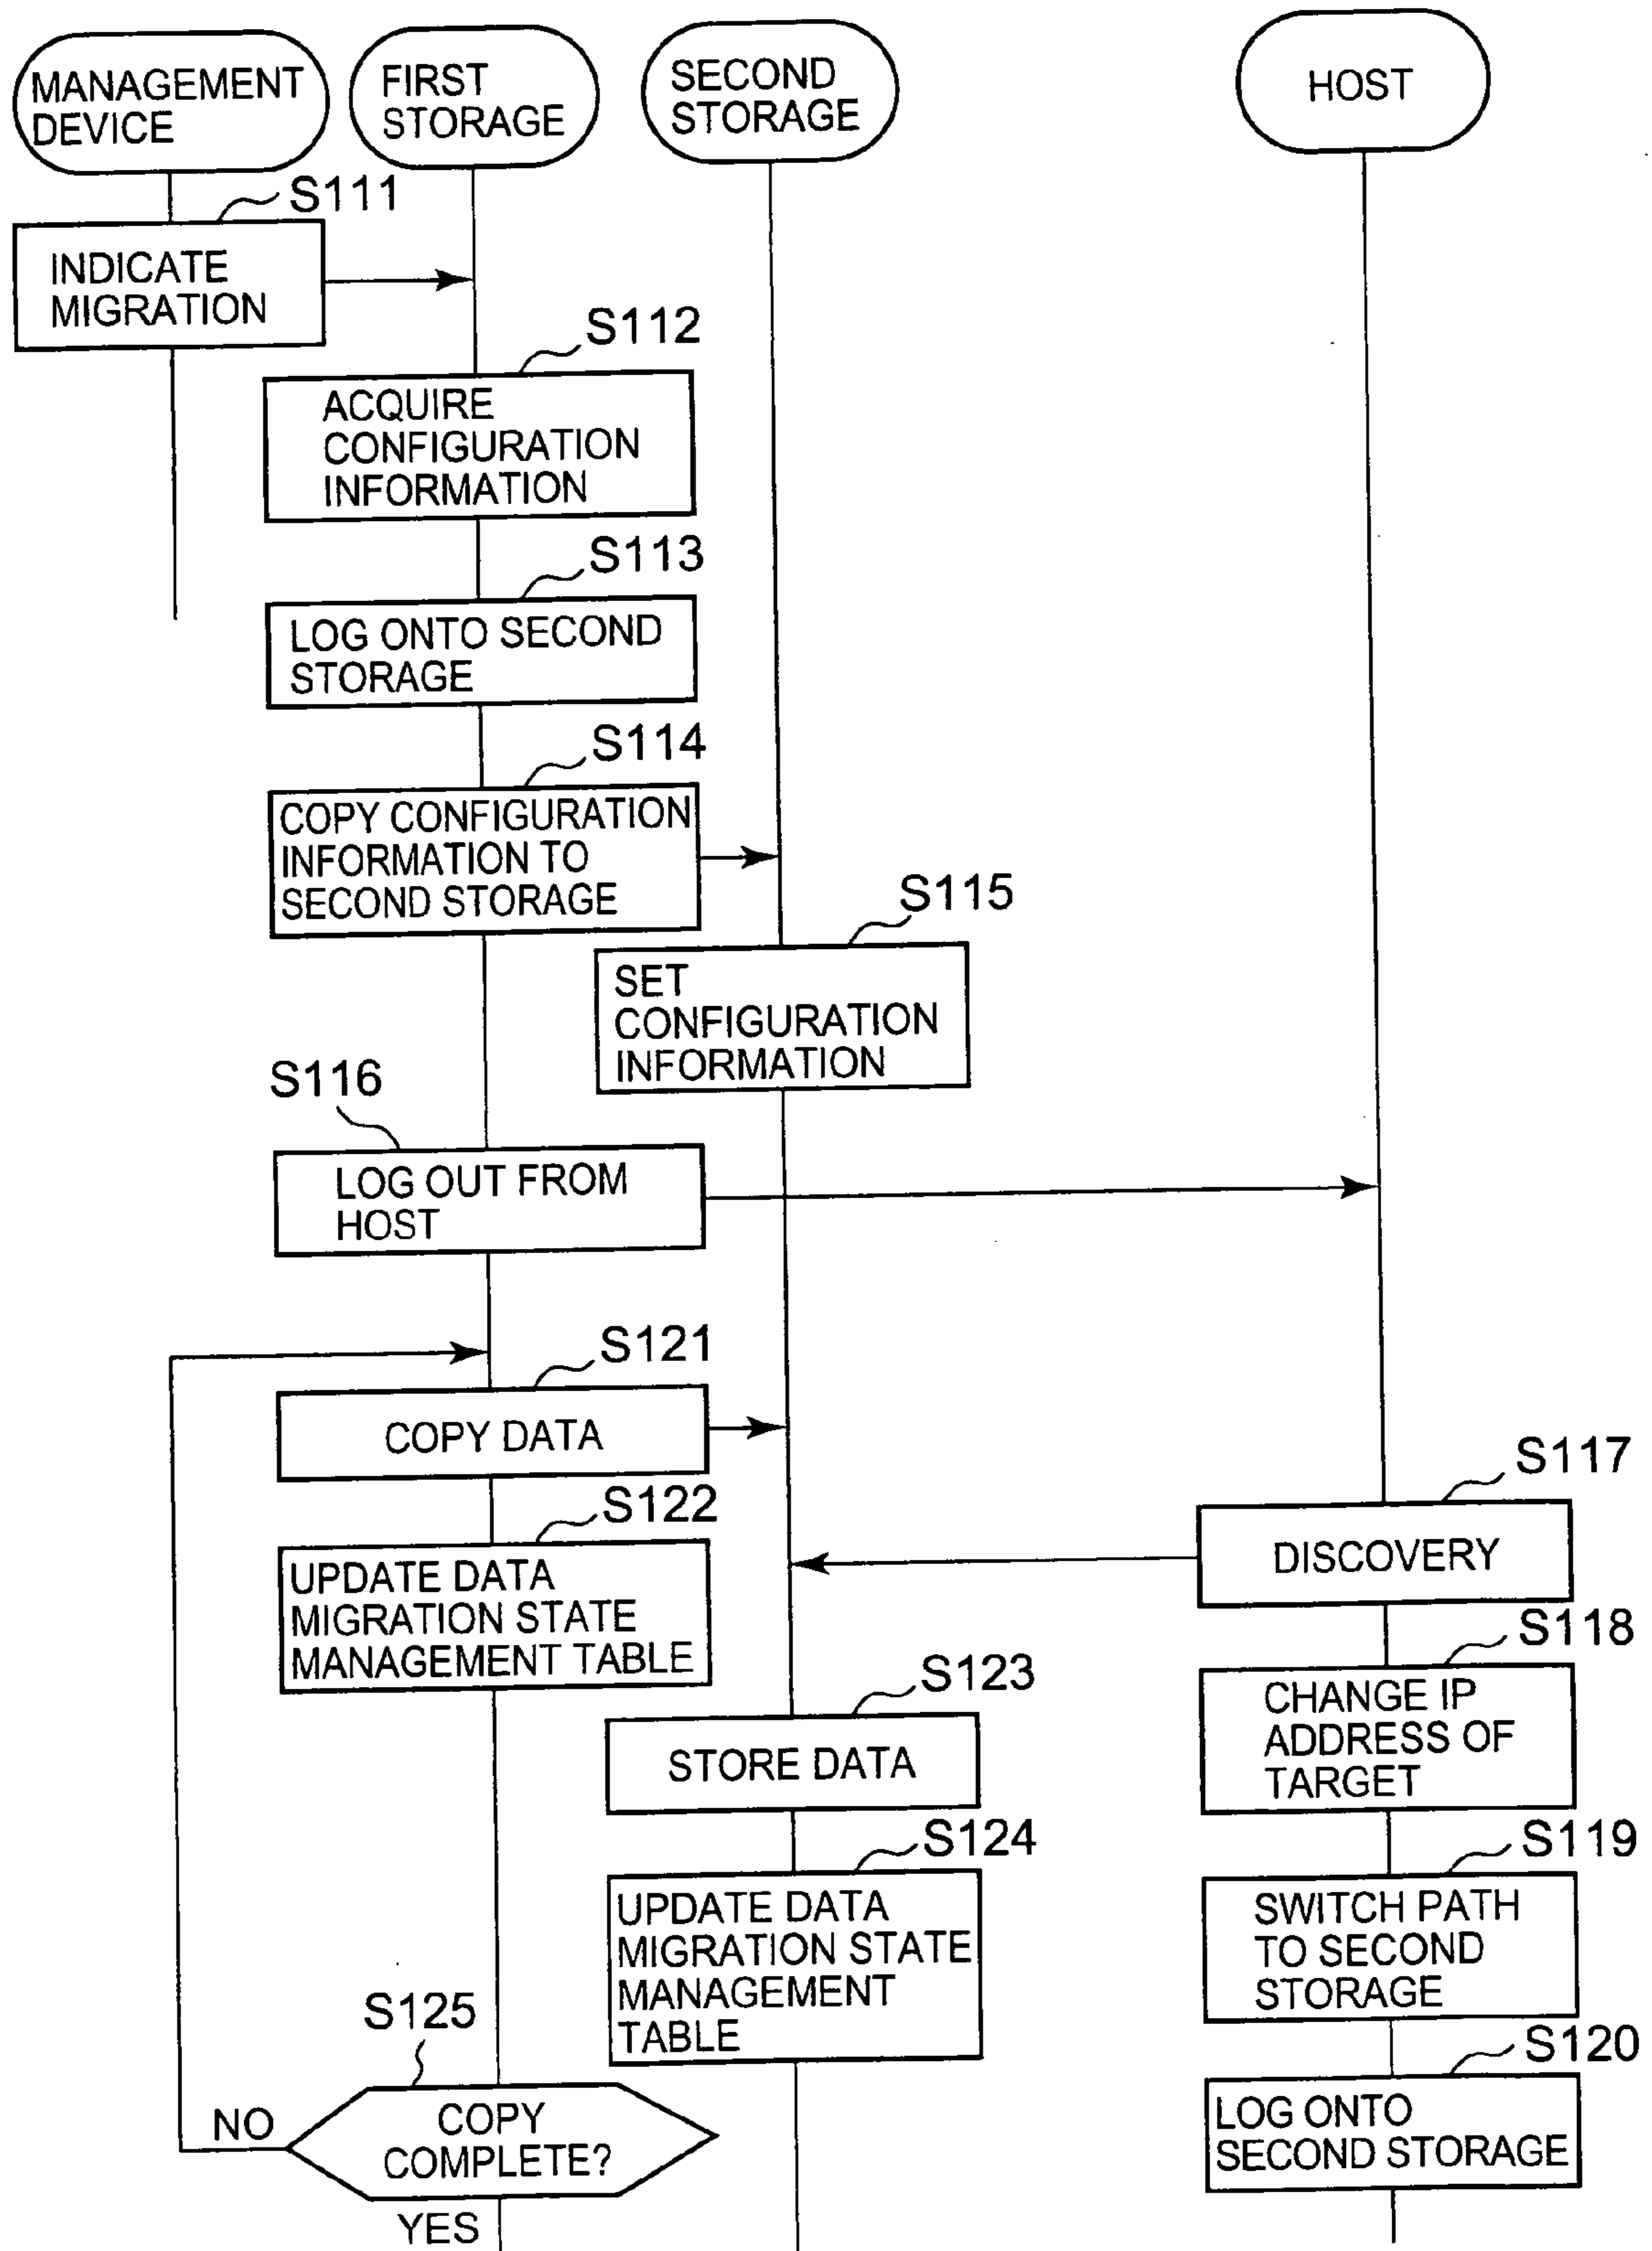 MANAGEMENT
DEVICE
FIRST
STORAGE
SECOND
STORAGE
HOST
S111
INDICATE
MIGRATION
S112
ACQUIRE
CONFIGURATION
INFORMATION
S113
LOG ONTO SECOND
STORAGE
S114
COPY CONFIGURATION
INFORMATION TO
SECOND STORAGE
S115
SET
CONFIGURATION
INFORMATION
S116
LOG OUT FROM
HOST
S121
COPY DATA
S117
DISCOVERY
S122
UPDATE DATA
MIGRATION STATE
MANAGEMENT TABLE
S118
CHANGE IP
ADDRESS OF
TARGET
S123
STORE DATA
S124
UPDATE DATA
MIGRATION STATE
MANAGEMENT
TABLE
S119
SWITCH PATH
TO SECOND
STORAGE
S125
COPY
COMPLETE?
NO
YES
S120
LOG ONTO
SECOND STORAGE